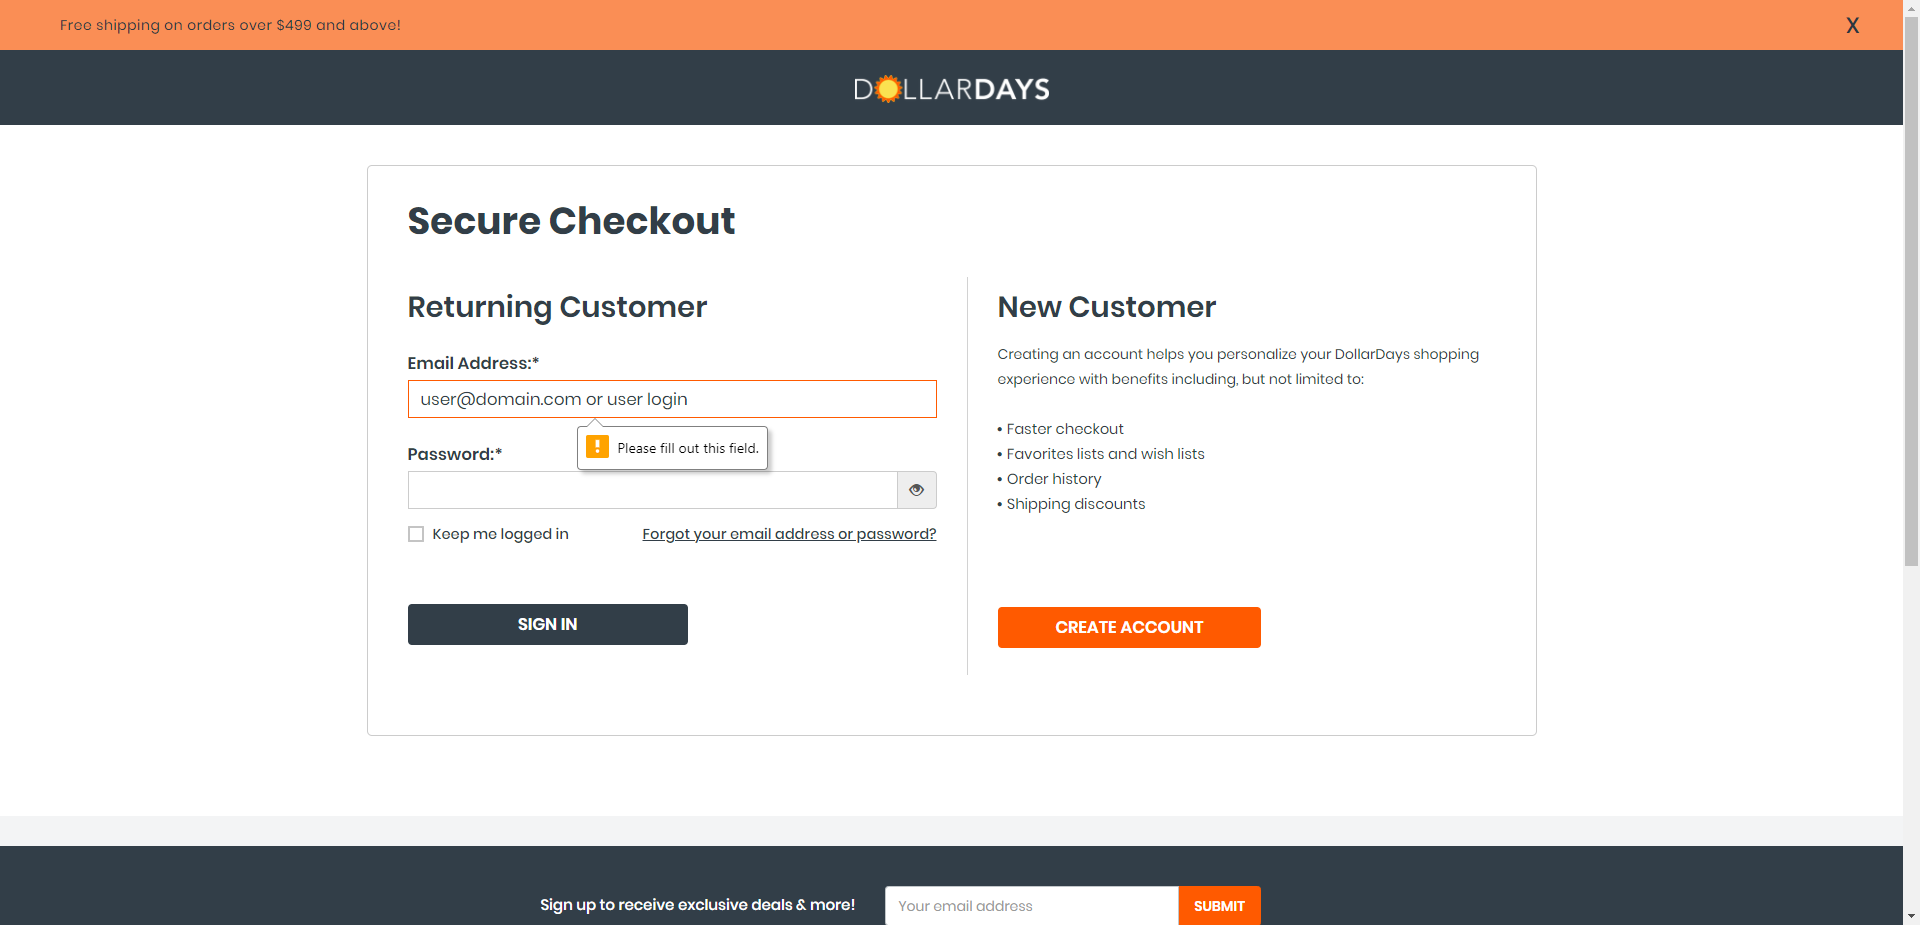 Free shipping on orders over $499 and above!
X
DOLLARDAYS
Secure Checkout
Returning Customer
Email Address:*
user@domain.com or user login
Please fill out this field.
Password:*
Keep me logged in
Forgot your email address or password?
SIGN IN
New Customer
Creating an account helps you personalize your DollarDays shopping
experience with benefits including, but not limited to:
• Faster checkout
• Favorites lists and wish lists
• Order history
• Shipping discounts
CREATE ACCOUNT
Sign up to receive exclusive deals & more!
Your email address
SUBMIT